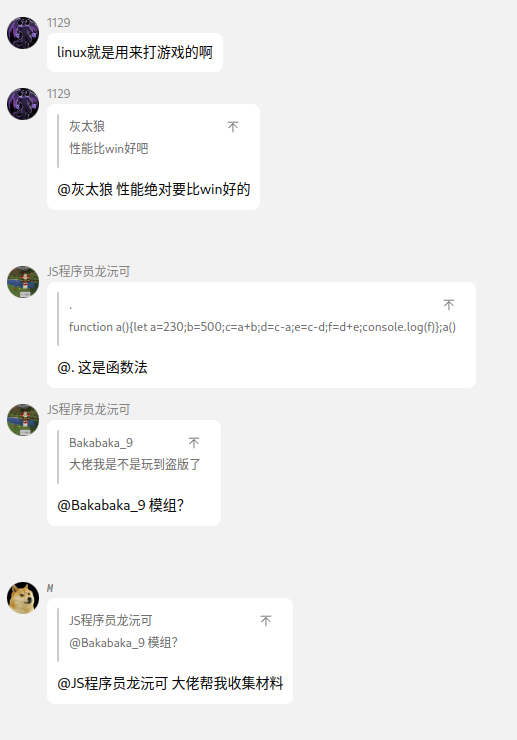 1129
linux就是用来打游戏的啊
1129
灰太狼
性能比win好吧
@灰太狼 性能绝对要比win好的
JS程序员龙沅可
.
function a(){let a=230;b=500;c=a+b;d=c-a;e=c-d;f=d+e;console.log(f)};a()
@. 这是函数法
JS程序员龙沅可
Bakabaka_9
大佬我是不是玩到盗版了
@Bakabaka_9 模组?
M
JS程序员龙沅可
@Bakabaka_9 模组?
@JS程序员龙沅可 大佬帮我收集材料